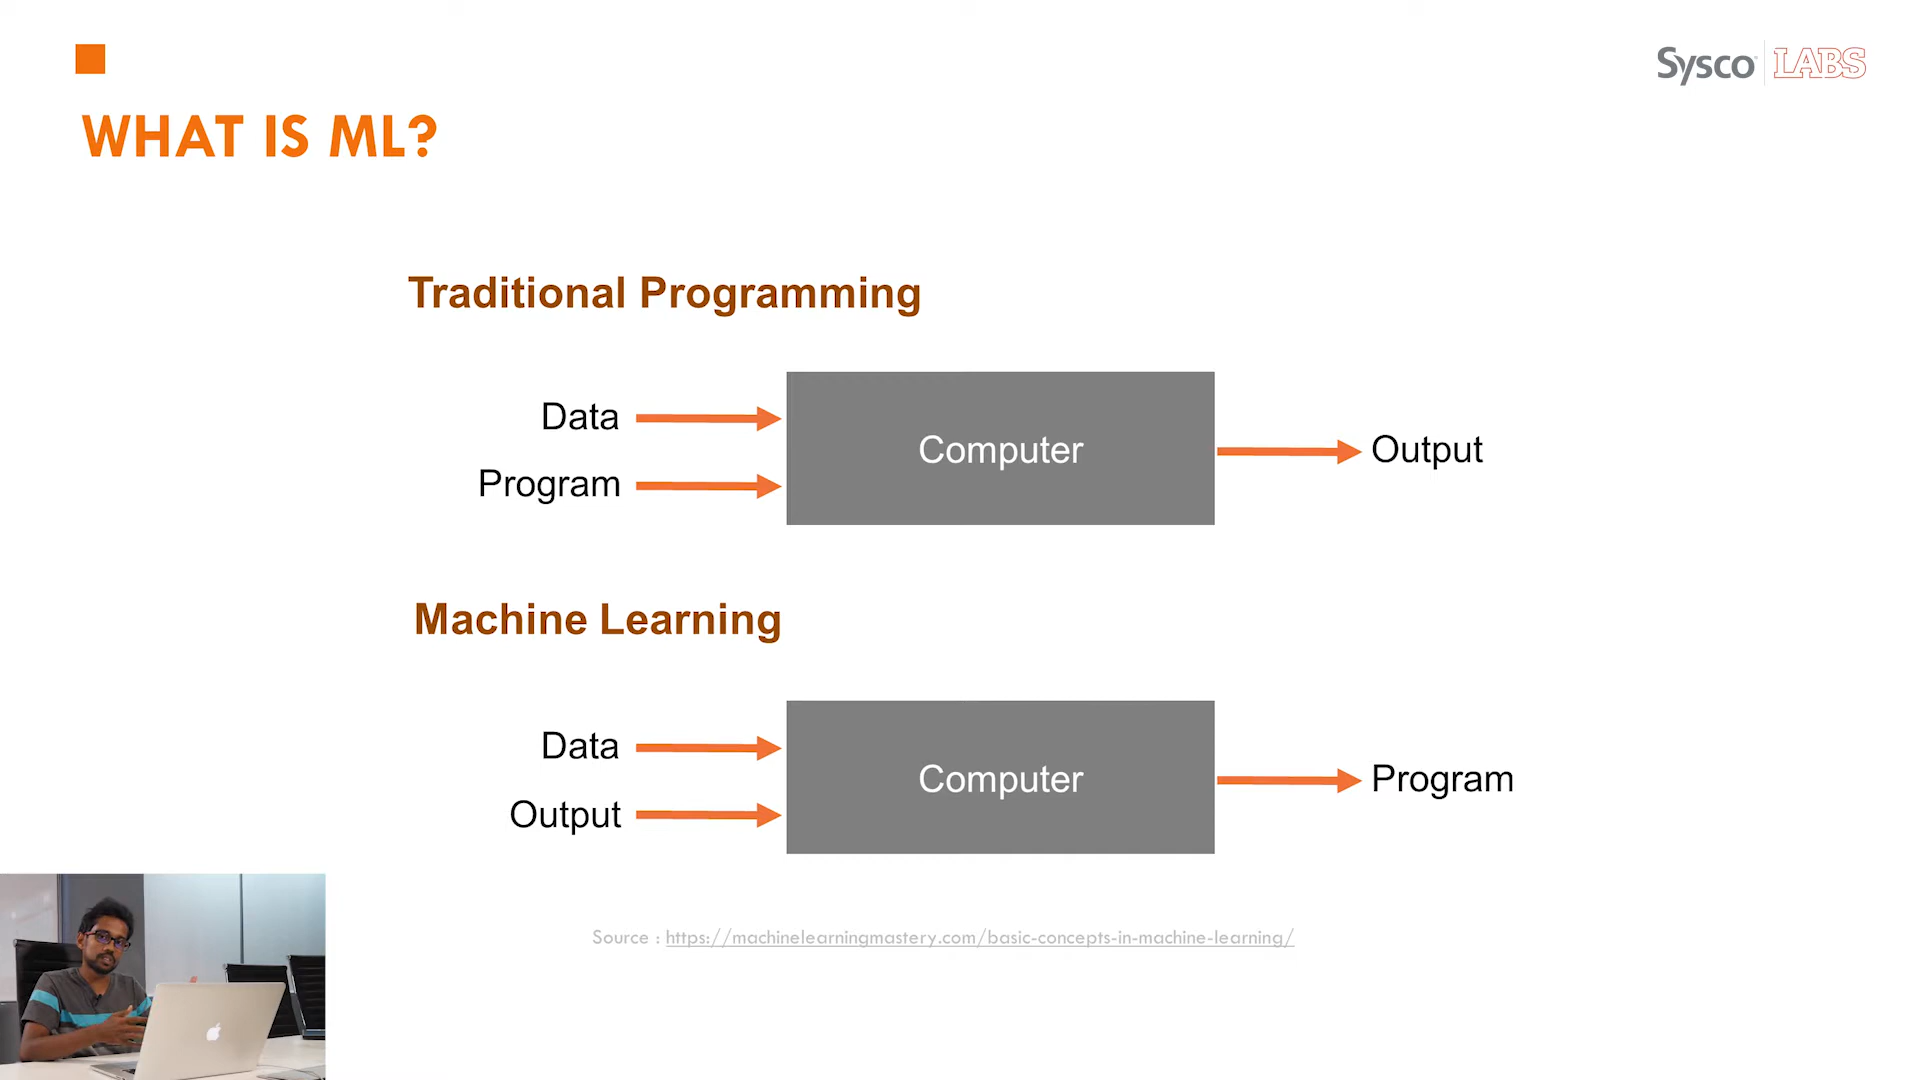 Sysco LABS
WHAT IS ML?
Traditional Programming
Data
Program
Computer
Output
Machine Learning
Data
Output
Computer
Program
Source : https://machinelearningmastery.com/basic-concepts-in-machine-learning/